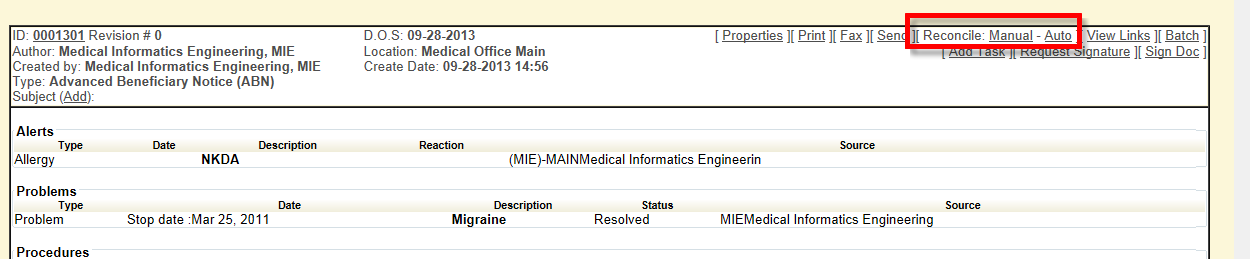 ID: 0001301 Revision # 0 D.O.S: 09-28-2013 [ Properties ][ Print ][ Fax ][ Send ][ Reconcile: Manual - Auto ][ View Links ][ Batch ]
Author: Medical Informatics Engineering, MIE Location: Medical Office Main [ Add Task ][ Request Signature ][ Sign Doc ]
Created by: Medical Informatics Engineering, MIE Create Date: 09-28-2013 14:56
Type: Advanced Beneficiary Notice (ABN)
Subject (Add):
Alerts
Type Date Description Reaction Source
Allergy NKDA (MIE)-MAINMedical Informatics Engineerin
Problems
Type Date Description Status Source
Problem Stop date :Mar 25, 2011 Migraine Resolved MIEMedical Informatics Engineering
Procedures